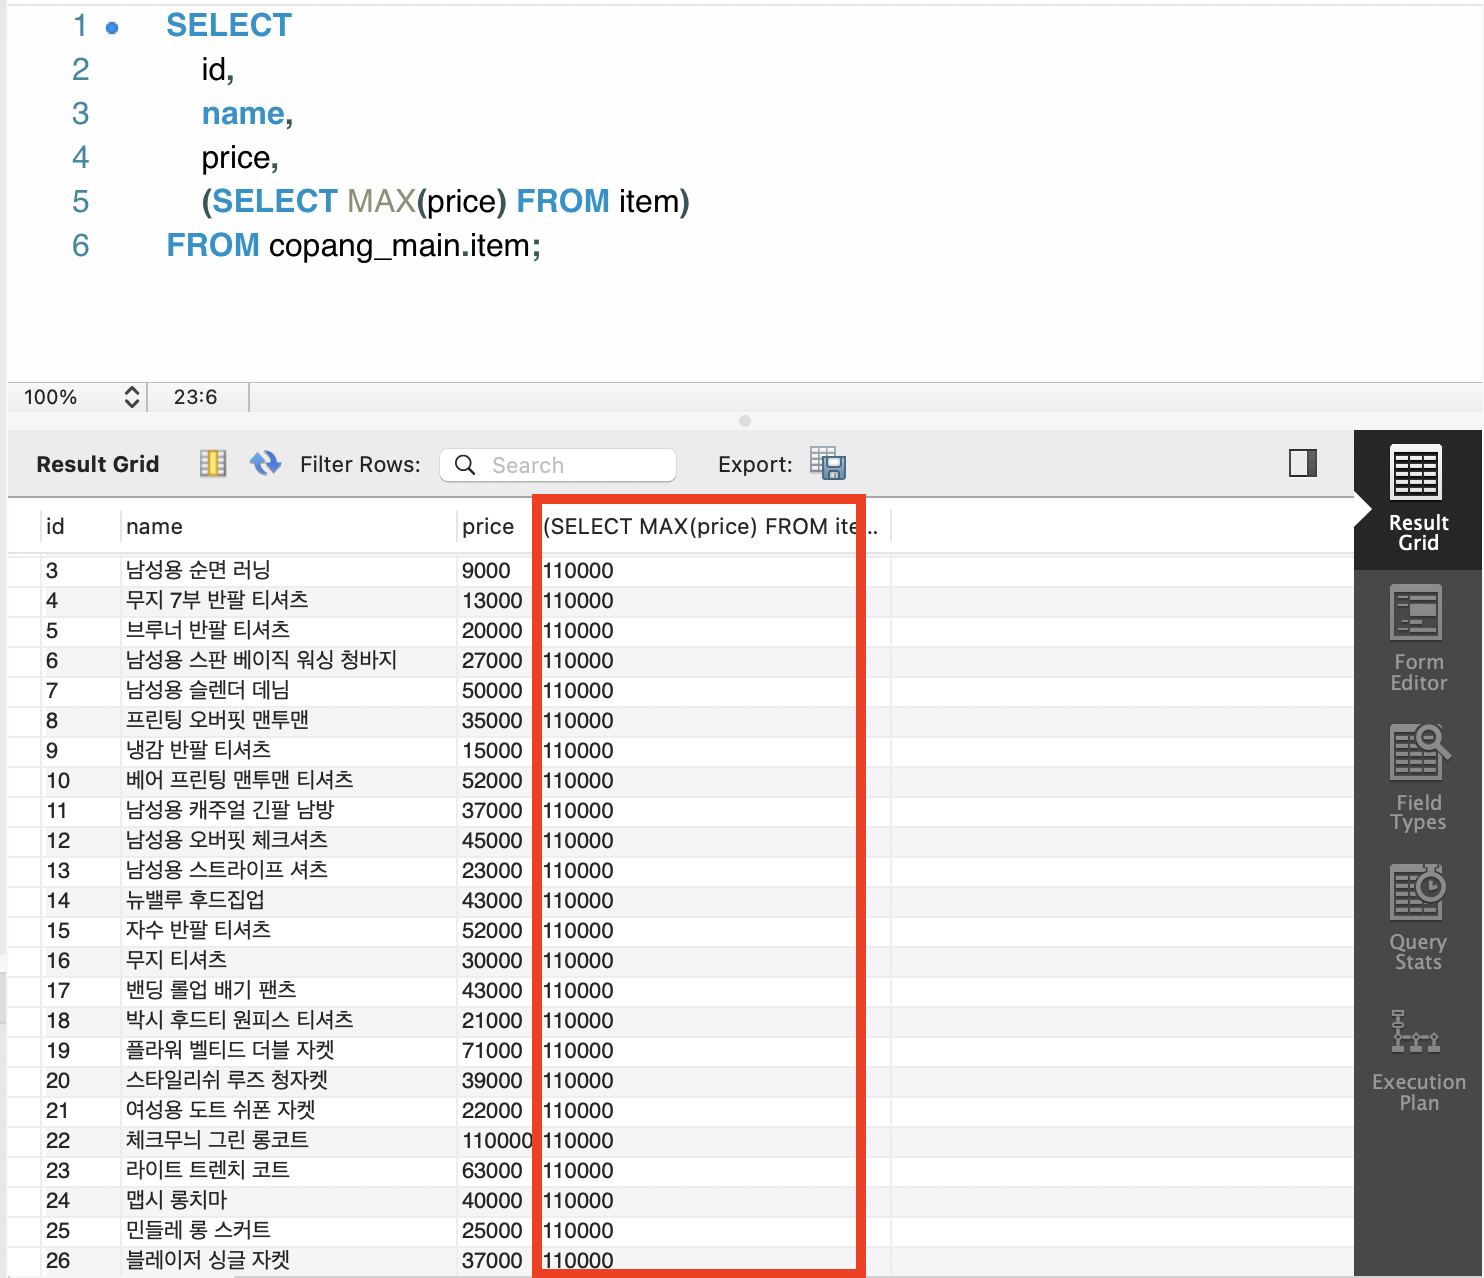 1 SELECT
2 id,
3 name,
4 price,
5 (SELECT MAX(price) FROM item)
6 FROM copang_main.item;
100% 23:6
Result Grid Filter Rows: Search Export:
id name price (SELECT MAX(price) FROM ite...
3 남성용 순면 러닝 9000 110000
4 무지 7부 반팔 티셔츠 13000 110000
5 브루너 반팔 티셔츠 20000 110000
6 남성용 스판 베이직 워싱 청바지 27000 110000
7 남성용 슬렌더 데님 50000 110000
8 프린팅 오버핏 맨투맨 35000 110000
9 냉감 반팔 티셔츠 15000 110000
10 베어 프린팅 맨투맨 티셔츠 52000 110000
11 남성용 캐주얼 긴팔 남방 37000 110000
12 남성용 오버핏 체크셔츠 45000 110000
13 남성용 스트라이프 셔츠 23000 110000
14 뉴밸루 후드집업 43000 110000
15 자수 반팔 티셔츠 52000 110000
16 무지 티셔츠 30000 110000
17 밴딩 롤업 배기 팬츠 43000 110000
18 박시 후드티 원피스 티셔츠 21000 110000
19 플라워 벨티드 더블 자켓 71000 110000
20 스타일리쉬 루즈 청자켓 39000 110000
21 여성용 도트 쉬폰 자켓 22000 110000
22 체크무늬 그린 롱코트 110000 110000
23 라이트 트렌치 코트 63000 110000
24 맵시 롱치마 40000 110000
25 민들레 롱 스커트 25000 110000
26 블레이저 싱글 자켓 37000 110000
Result
Grid
Form
Editor
Field
Types
Query
Stats
Execution
Plan